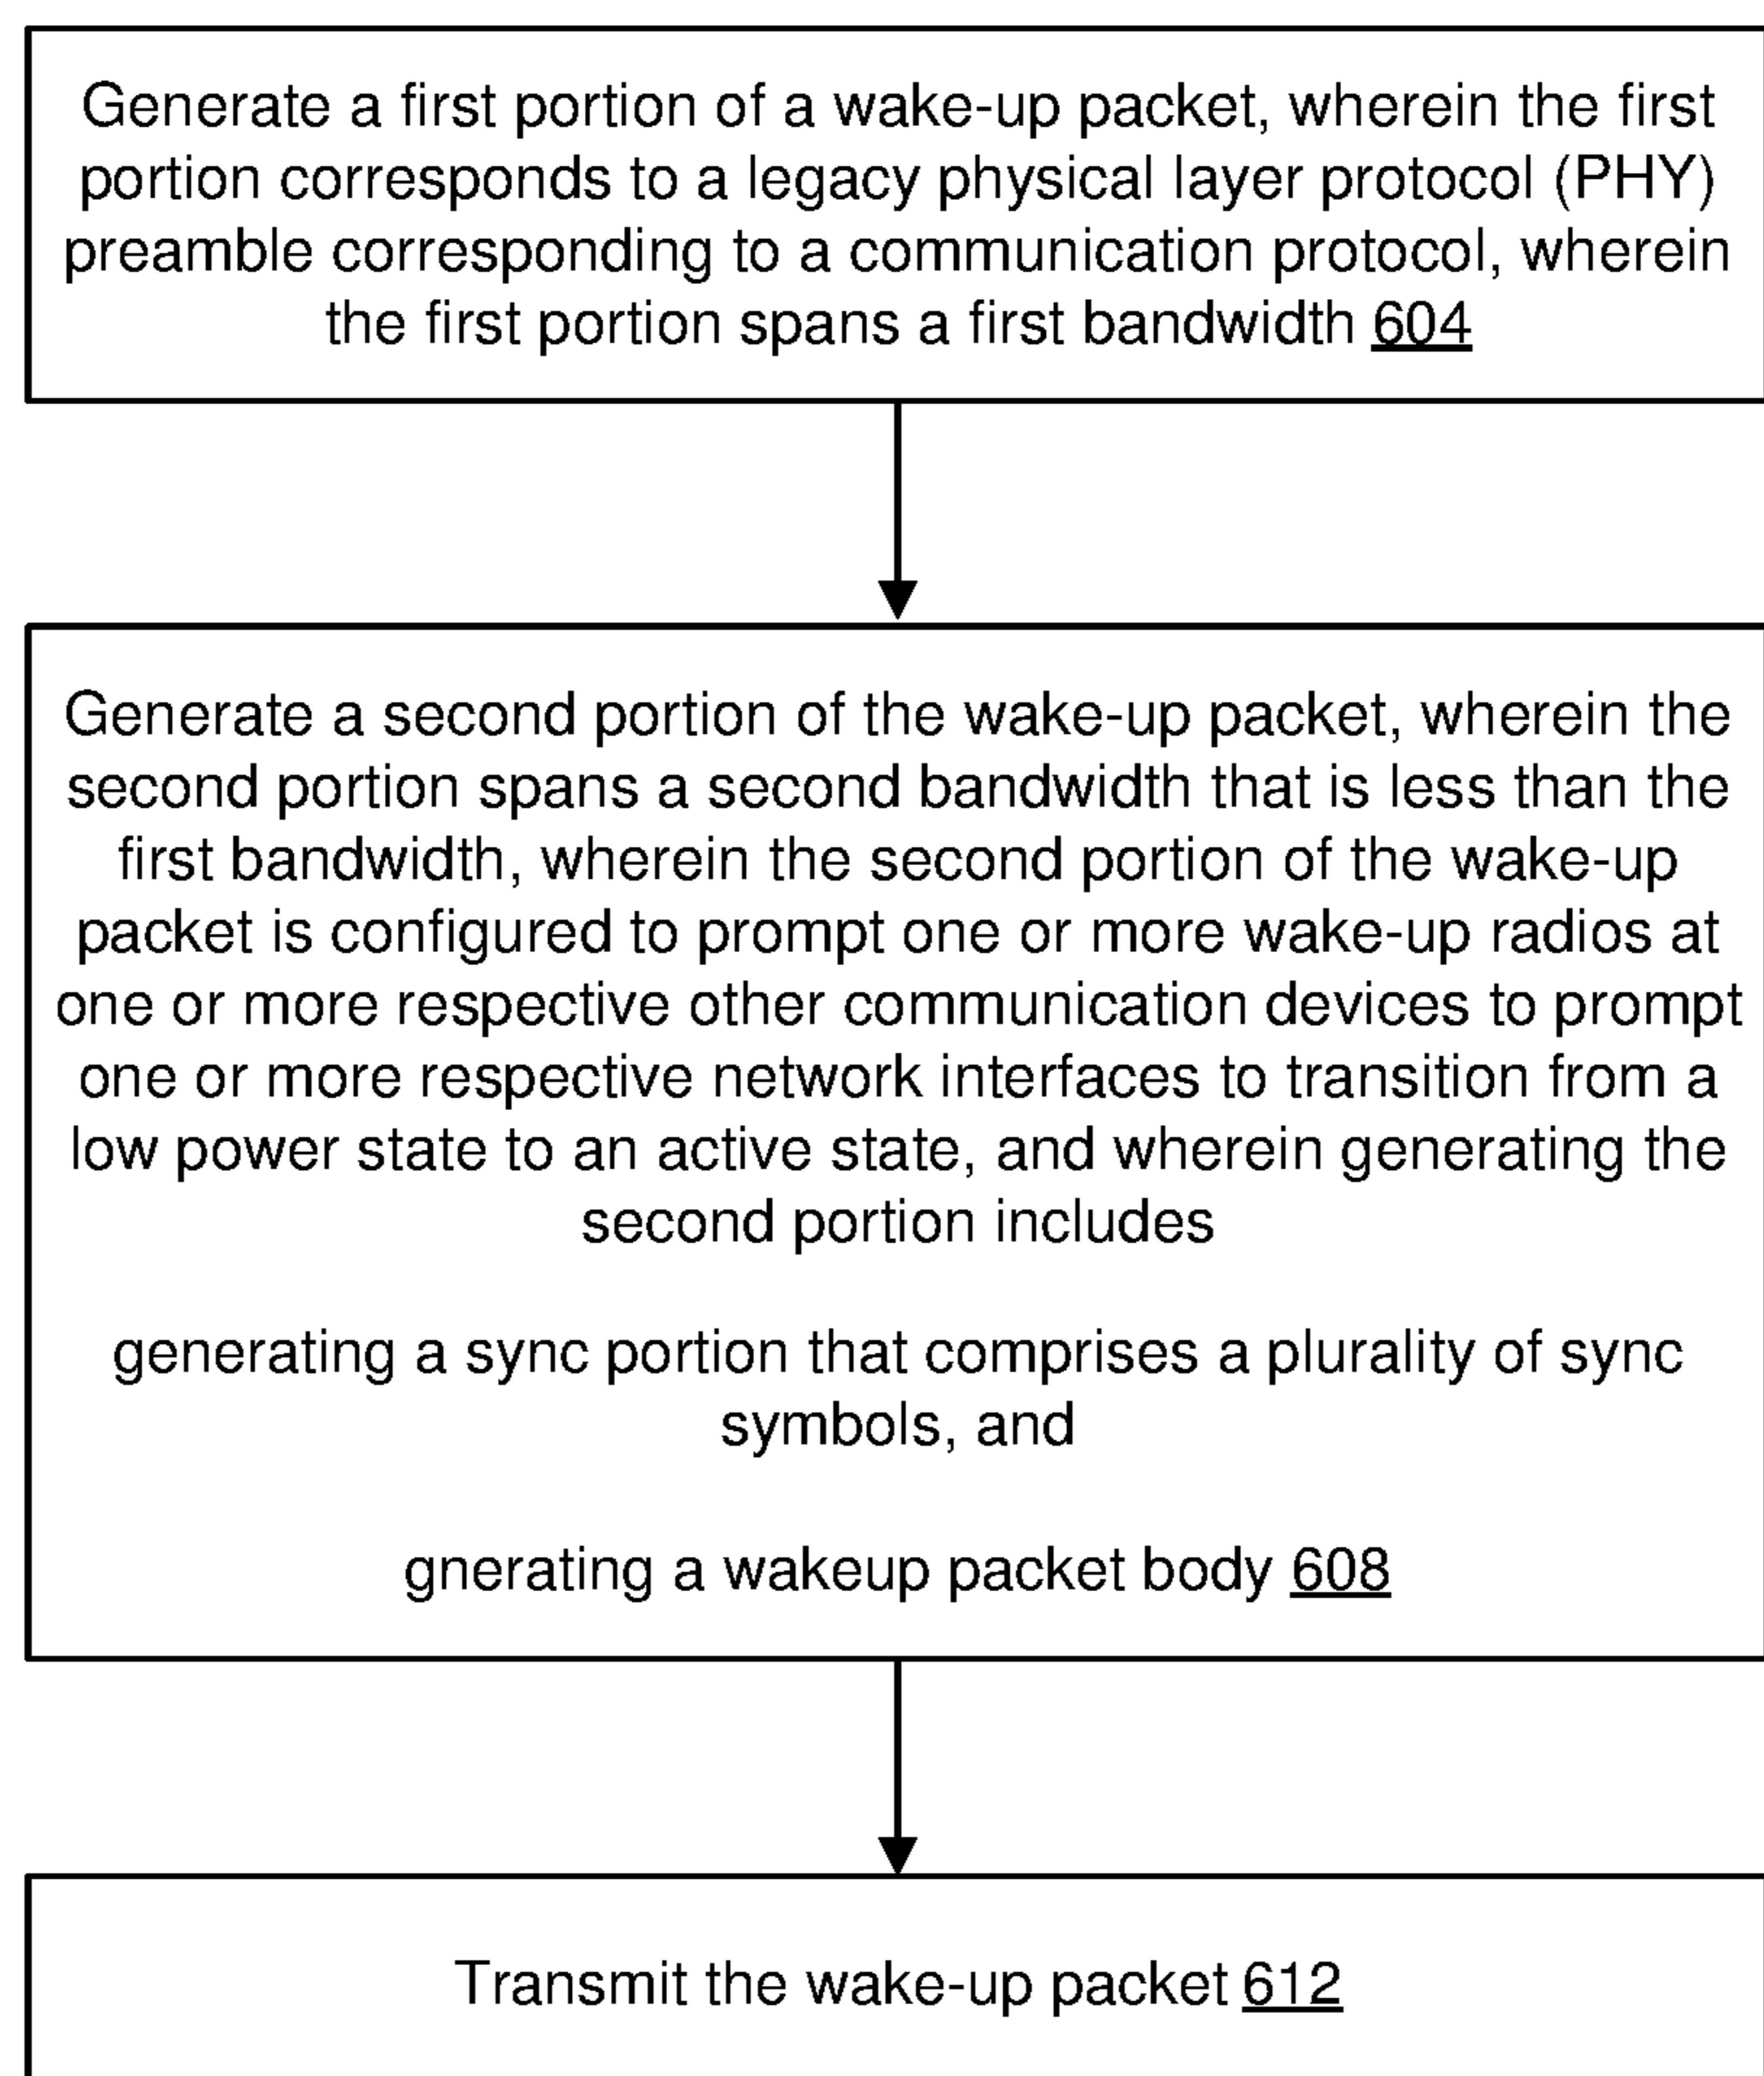 Generate a first portion of a wake-up packet, wherein the first
portion corresponds to a legacy physical layer protocol (PHY)
preamble corresponding to a communication protocol, wherein
the first portion spans a first bandwidth 604
Generate a second portion of the wake-up packet, wherein the
second portion spans a second bandwidth that is less than the
first bandwidth, wherein the second portion of the wake-up
packet is configured to prompt one or more wake-up radios at
one or more respective other communication devices to prompt
one or more respective network interfaces to transition from a
low power state to an active state, and wherein generating the
second portion includes
generating a sync portion that comprises a plurality of sync
symbols, and
gnerating a wakeup packet body 608
Transmit the wake-up packet 612